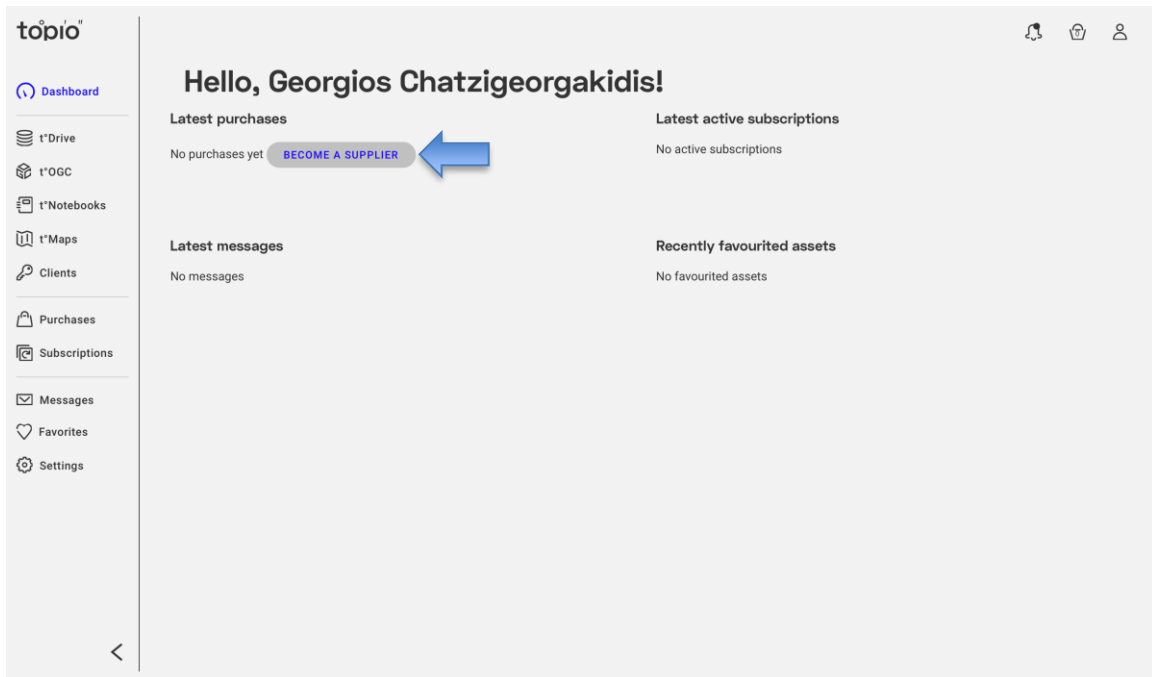 topio
Dashboard
t°Drive
t°OGC
t°Notebooks
t°Maps
Clients
Purchases
Subscriptions
Messages
Favorites
Settings
0
Hello, Georgios Chatzigeorgakidis!
Latest purchases
No purchases yet BECOME A SUPPLIER
Latest active subscriptions
No active subscriptions
Latest messages
No messages
Recently favourited assets
No favourited assets